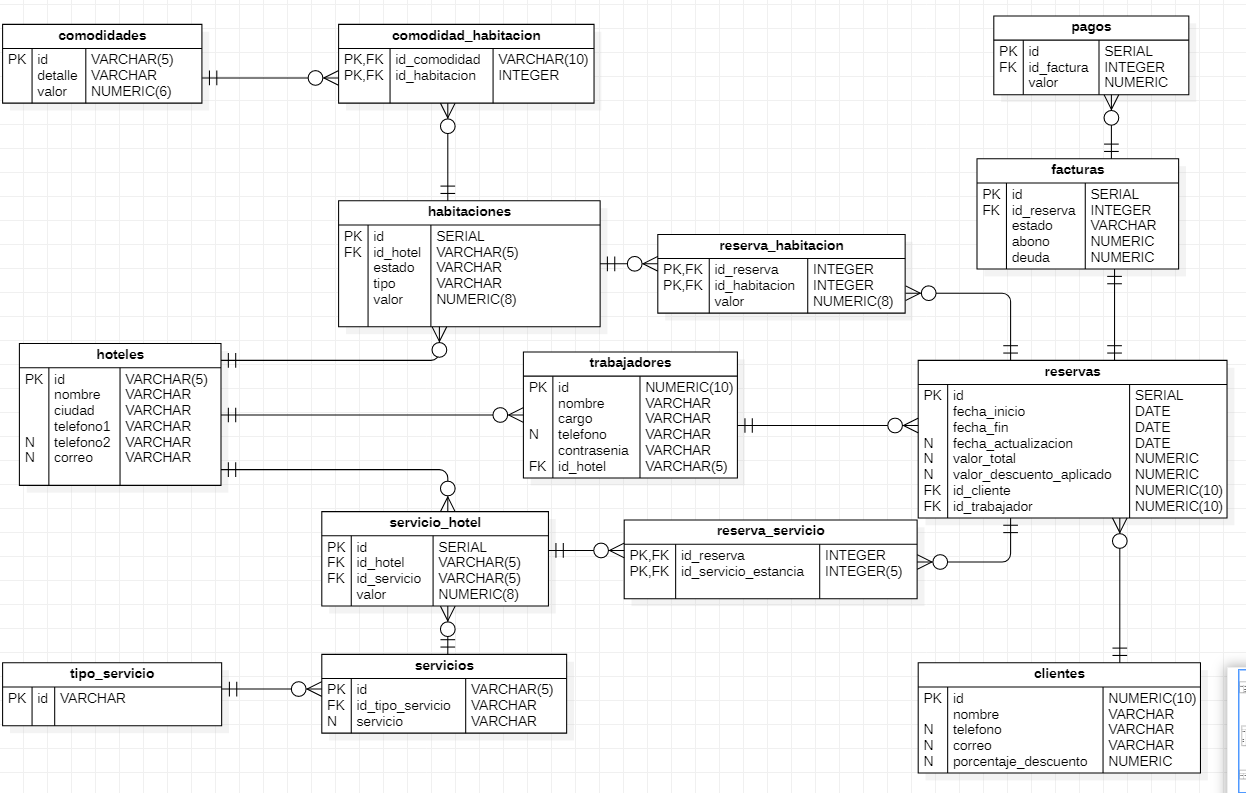 comodidades
PK id VARCHAR(5)
detalle VARCHAR
valor NUMERIC(6)
comodidad_habitacion
PK,FK id_comodidad VARCHAR(10)
PK,FK id_habitacion INTEGER
pagos
PK id SERIAL
FK id_factura INTEGER
valor NUMERIC
facturas
PK id SERIAL
FK id_reserva INTEGER
estado VARCHAR
abono NUMERIC
deuda NUMERIC
habitaciones
PK id SERIAL
FK id_hotel VARCHAR(5)
estado VARCHAR
tipo VARCHAR
valor NUMERIC(8)
reserva_habitacion
PK,FK id_reserva INTEGER
PK,FK id_habitacion INTEGER
valor NUMERIC(8)
hoteles
PK id VARCHAR(5)
nombre VARCHAR
ciudad VARCHAR
telefono1 VARCHAR
N telefono2 VARCHAR
N correo VARCHAR
trabajadores
PK id NUMERIC(10)
nombre VARCHAR
cargo VARCHAR
N telefono VARCHAR
contrasenia VARCHAR
FK id_hotel VARCHAR(5)
reservas
PK id SERIAL
fecha_inicio DATE
fecha_fin DATE
N fecha_actualizacion DATE
N valor_total NUMERIC
N valor_descuento_aplicado NUMERIC
FK id_cliente NUMERIC(10)
FK id_trabajador NUMERIC(10)
servicio_hotel
PK id SERIAL
FK id_hotel VARCHAR(5)
FK id_servicio VARCHAR(5)
valor NUMERIC(8)
reserva_servicio
PK,FK id_reserva INTEGER
PK,FK id_servicio_estancia INTEGER(5)
tipo_servicio
PK id VARCHAR
servicios
PK id VARCHAR(5)
FK id_tipo_servicio VARCHAR
N servicio VARCHAR
clientes
PK id NUMERIC(10)
nombre VARCHAR
N telefono VARCHAR
N correo VARCHAR
N porcentaje_descuento NUMERIC